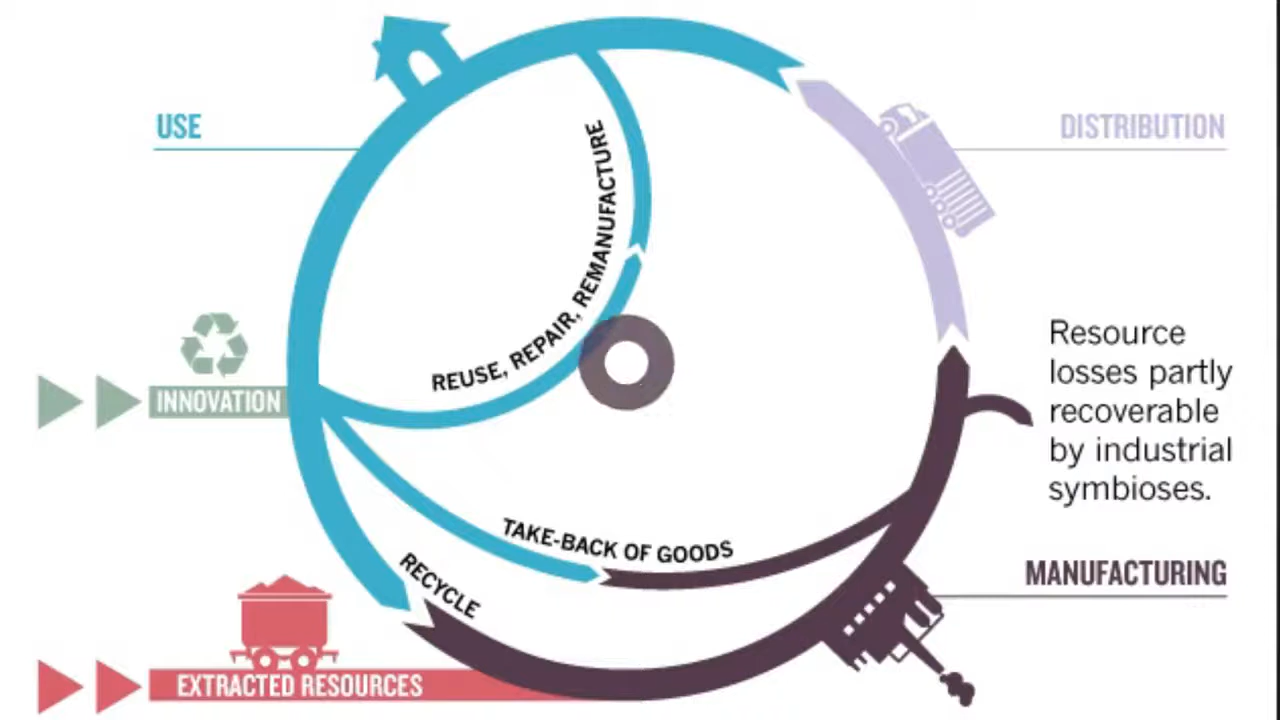 USE
DISTRIBUTION
REUSE, REPAIR, REMANUFACTURE
INNOVATION
Resource
losses partly
recoverable
by industrial
symbioses.
TAKE-BACK OF GOODS
RECYCLE
MANUFACTURING
EXTRACTED RESOURCES